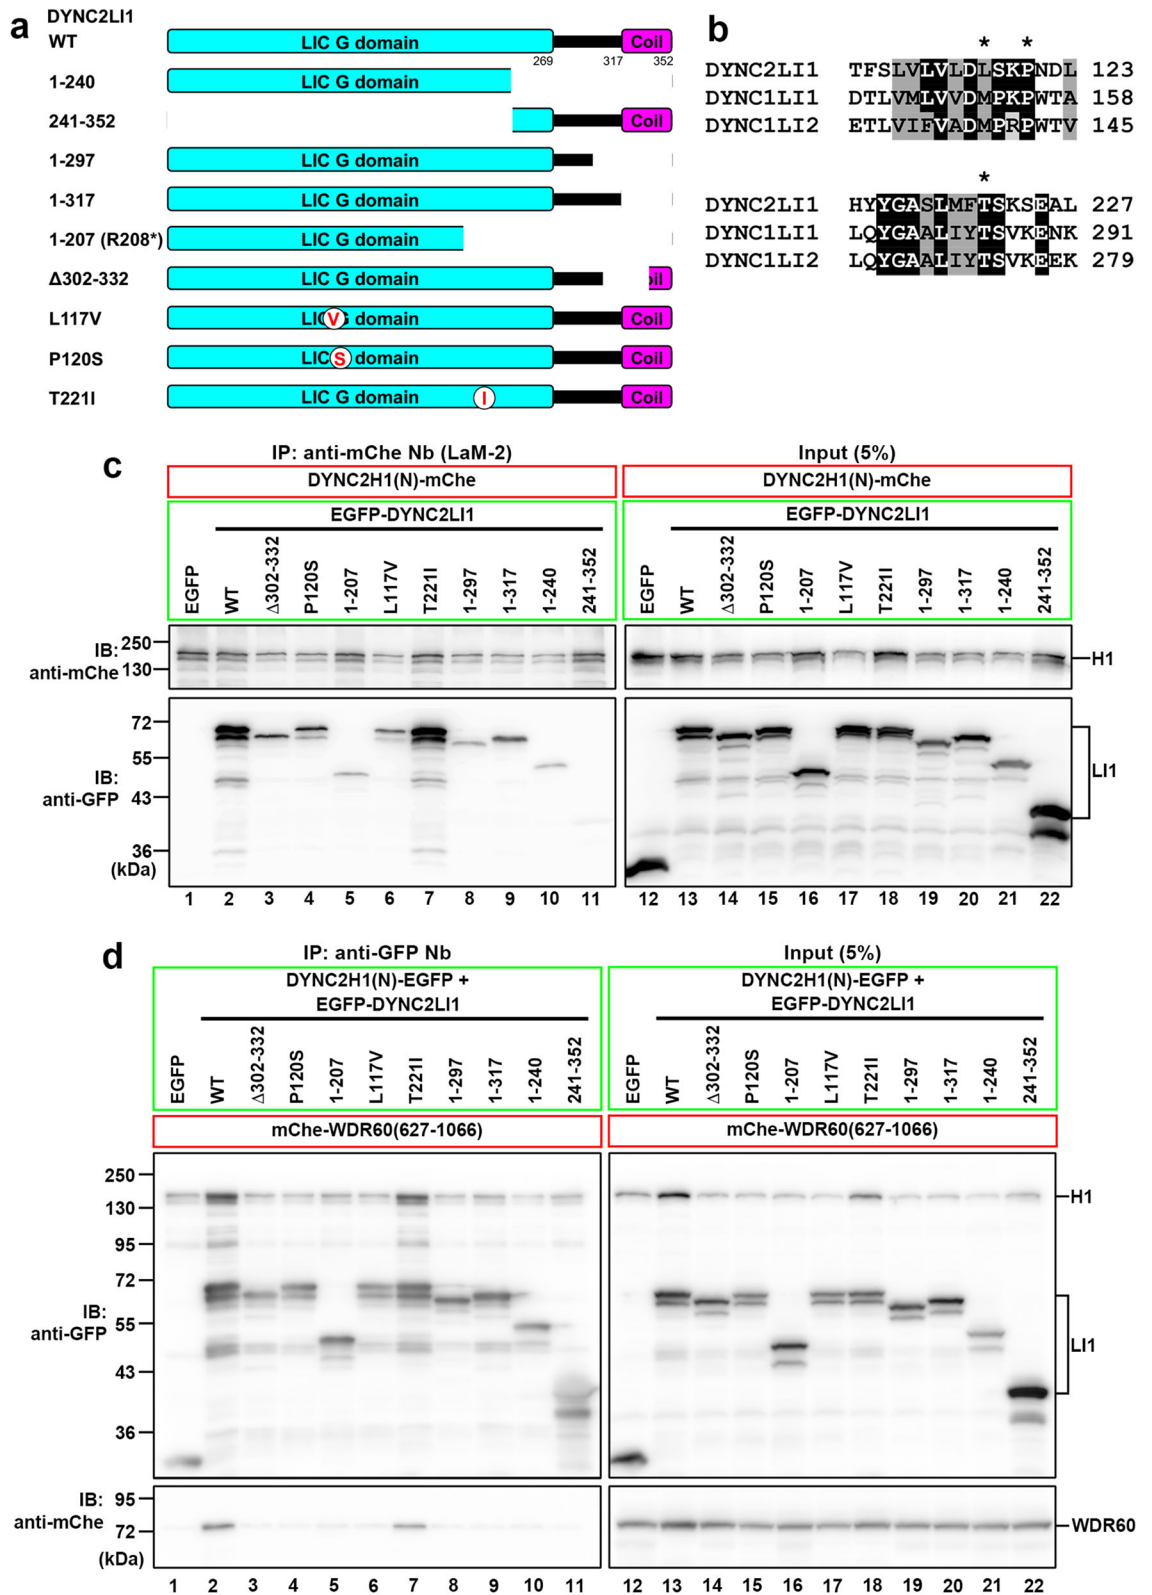 a
DYNC2LI1
WT LIC G domain Coil
269 317 352
1-240 LIC G domain
241-352 Coil
1-297 LIC G domain
1-317 LIC G domain
1-207 (R208*) LIC G domain
Δ302-332 LIC G domain oil
L117V LIC V G domain Coil
P120S LIC S domain Coil
T221I LIC G domain I Coil
b
* *
DYNC2LI1 TFSLVLVLDLSKPNDL 123
DYNC1LI1 DTLVMLVVDMPKPWTA 158
DYNC1LI2 ETLVIFVADMPRPWTV 145
*
DYNC2LI1 HYYGASLMFTSKSEAL 227
DYNC1LI1 LQYGAALIYTSVKENK 291
DYNC1LI2 LQYGAALIYTSVKEEK 279
c
IP: anti-mChe Nb (LaM-2) Input (5%)
DYNC2H1(N)-mChe DYNC2H1(N)-mChe
EGFP-DYNC2LI1 EGFP-DYNC2LI1
EGFP WT Δ302-332 P120S 1-207 L117V T221I 1-297 1-317 1-240 241-352 EGFP WT Δ302-332 P120S 1-207 L117V T221I 1-297 1-317 1-240 241-352
IB: anti-mChe
250
130
H1
IB: anti-GFP
72
55
43
36
(kDa)
LI1
1 2 3 4 5 6 7 8 9 10 11 12 13 14 15 16 17 18 19 20 21 22
d
IP: anti-GFP Nb Input (5%)
DYNC2H1(N)-EGFP + DYNC2H1(N)-EGFP +
EGFP-DYNC2LI1 EGFP-DYNC2LI1
EGFP WT Δ302-332 P120S 1-207 L117V T221I 1-297 1-317 1-240 241-352 EGFP WT Δ302-332 P120S 1-207 L117V T221I 1-297 1-317 1-240 241-352
mChe-WDR60(627-1066) mChe-WDR60(627-1066)
IB: anti-GFP
250
130
95
72
55
43
36
H1
LI1
IB: anti-mChe
95
72
(kDa)
WDR60
1 2 3 4 5 6 7 8 9 10 11 12 13 14 15 16 17 18 19 20 21 22